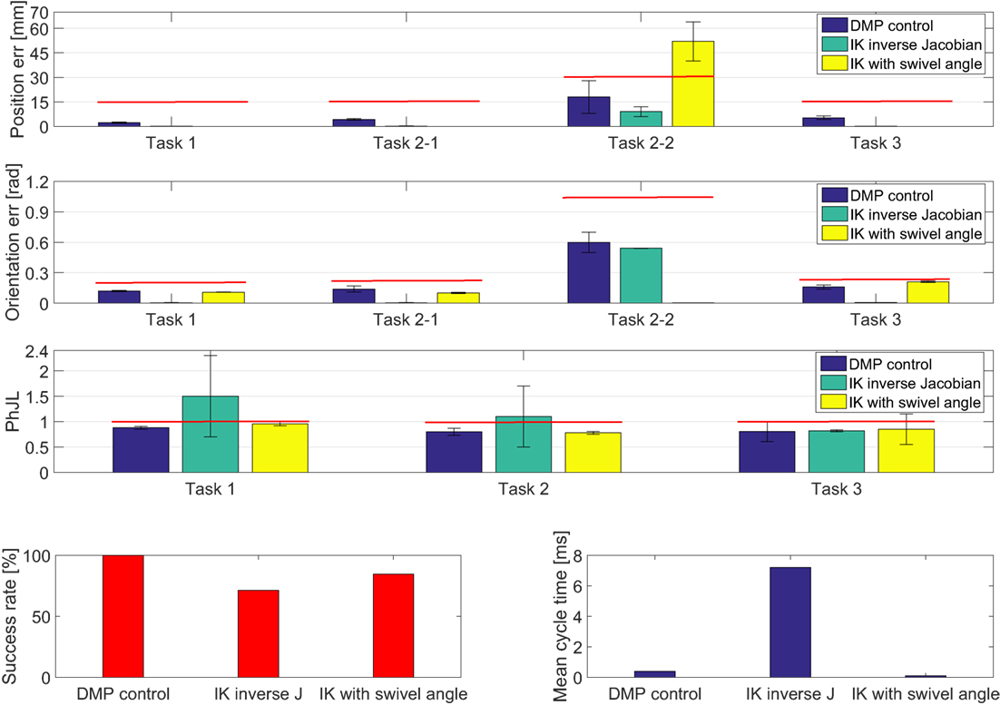 Position err [mm]
70
60
45
30
15
0
DMP control
IK inverse Jacobian
IK with swivel angle
Task 1
Task 2-1
Task 2-2
Task 3
Orientation err [rad]
1.2
0.9
0.6
0.3
0
DMP control
IK inverse Jacobian
IK with swivel angle
Task 1
Task 2-1
Task 2-2
Task 3
PhJL
2.4
2
1.5
1
0.5
0
DMP control
IK inverse Jacobian
IK with swivel angle
Task 1
Task 2
Task 3
Success rate [%]
100
50
0
DMP control
IK inverse J
IK with swivel angle
Mean cycle time [ms]
8
6
4
2
0
DMP control
IK inverse J
IK with swivel angle